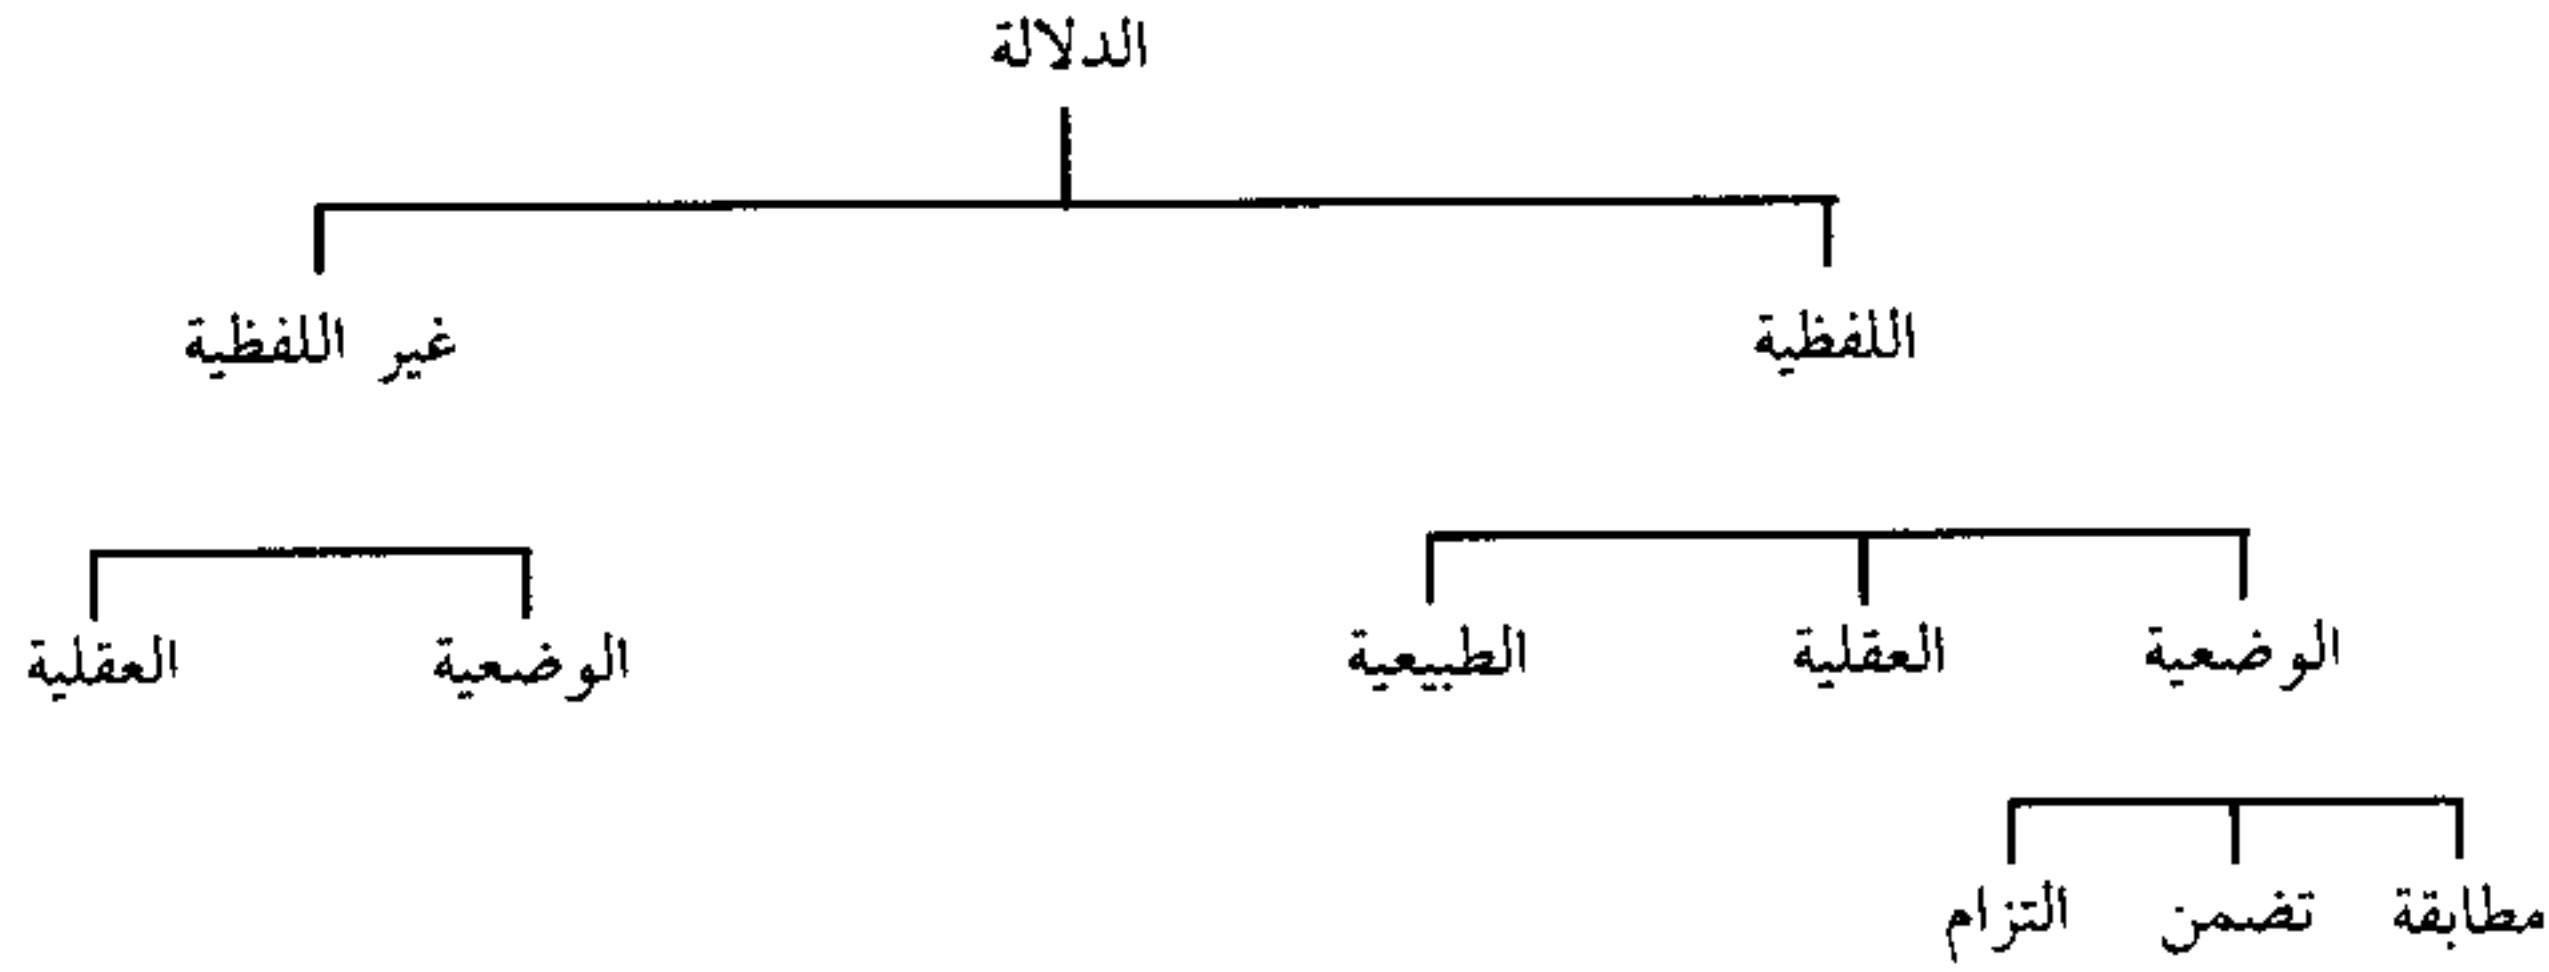 الدلالة
اللفظية غير اللفظية
الوضعية العقلية الطبيعية الوضعية العقلية
مطابقة تضمن التزام